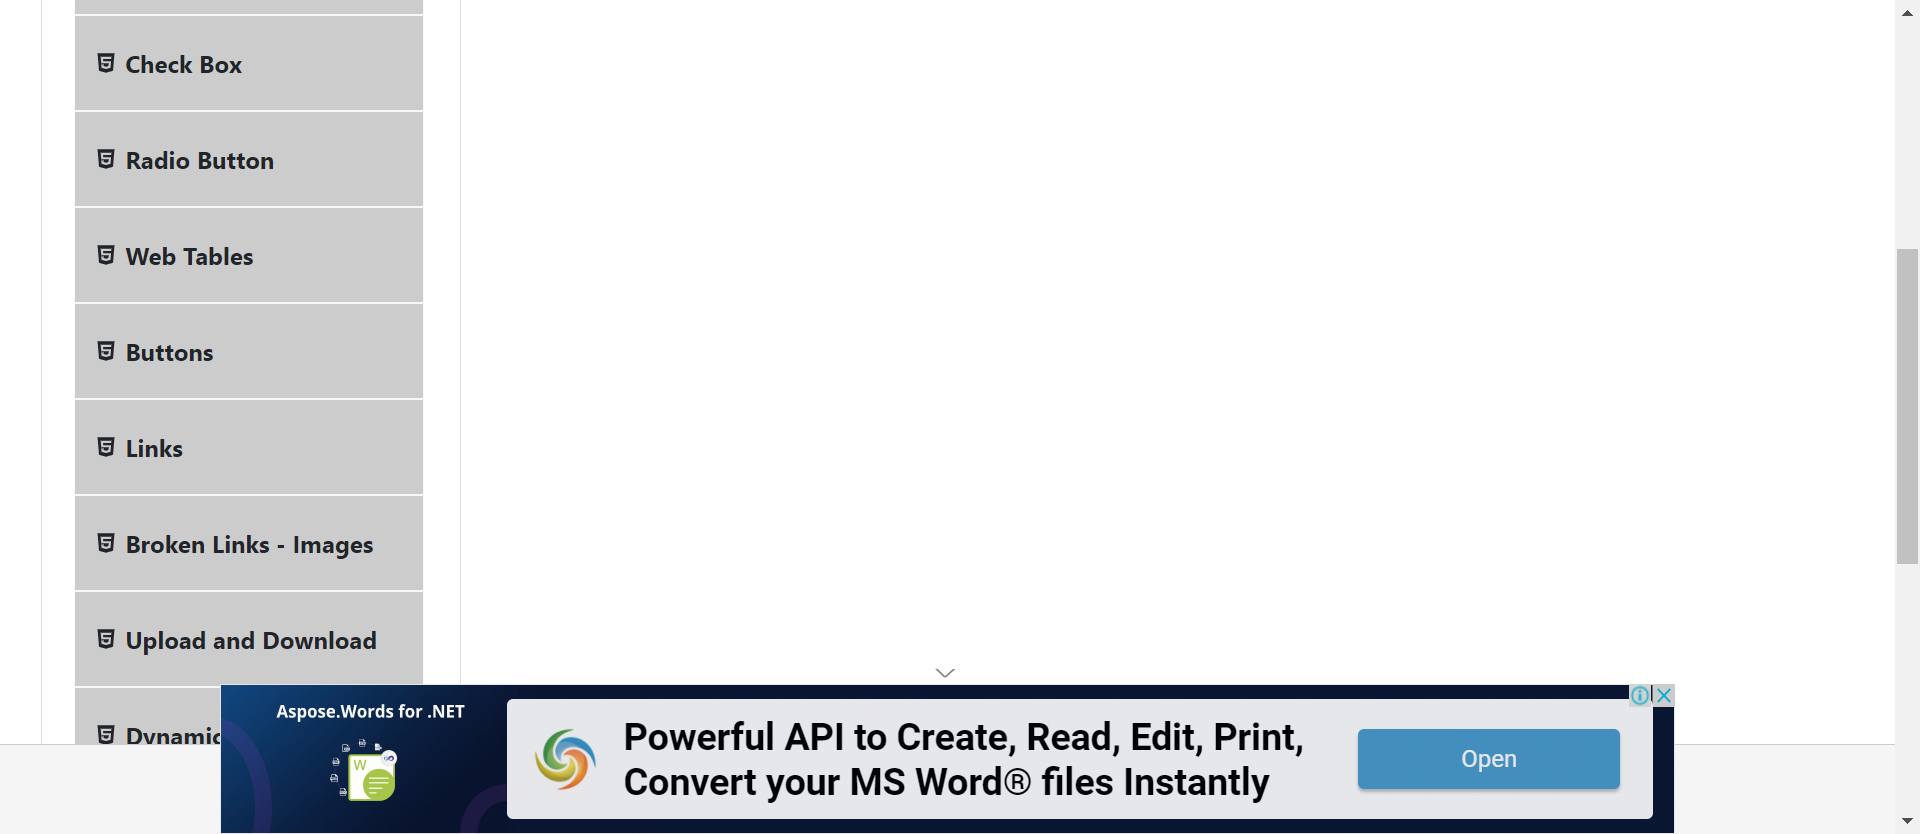 Check Box
Radio Button
Web Tables
Buttons
Links
Broken Links - Images
Upload and Download
Dynamic
Aspose.Words for .NET
W
Powerful API to Create, Read, Edit, Print,
Convert your MS Word® files Instantly
Open